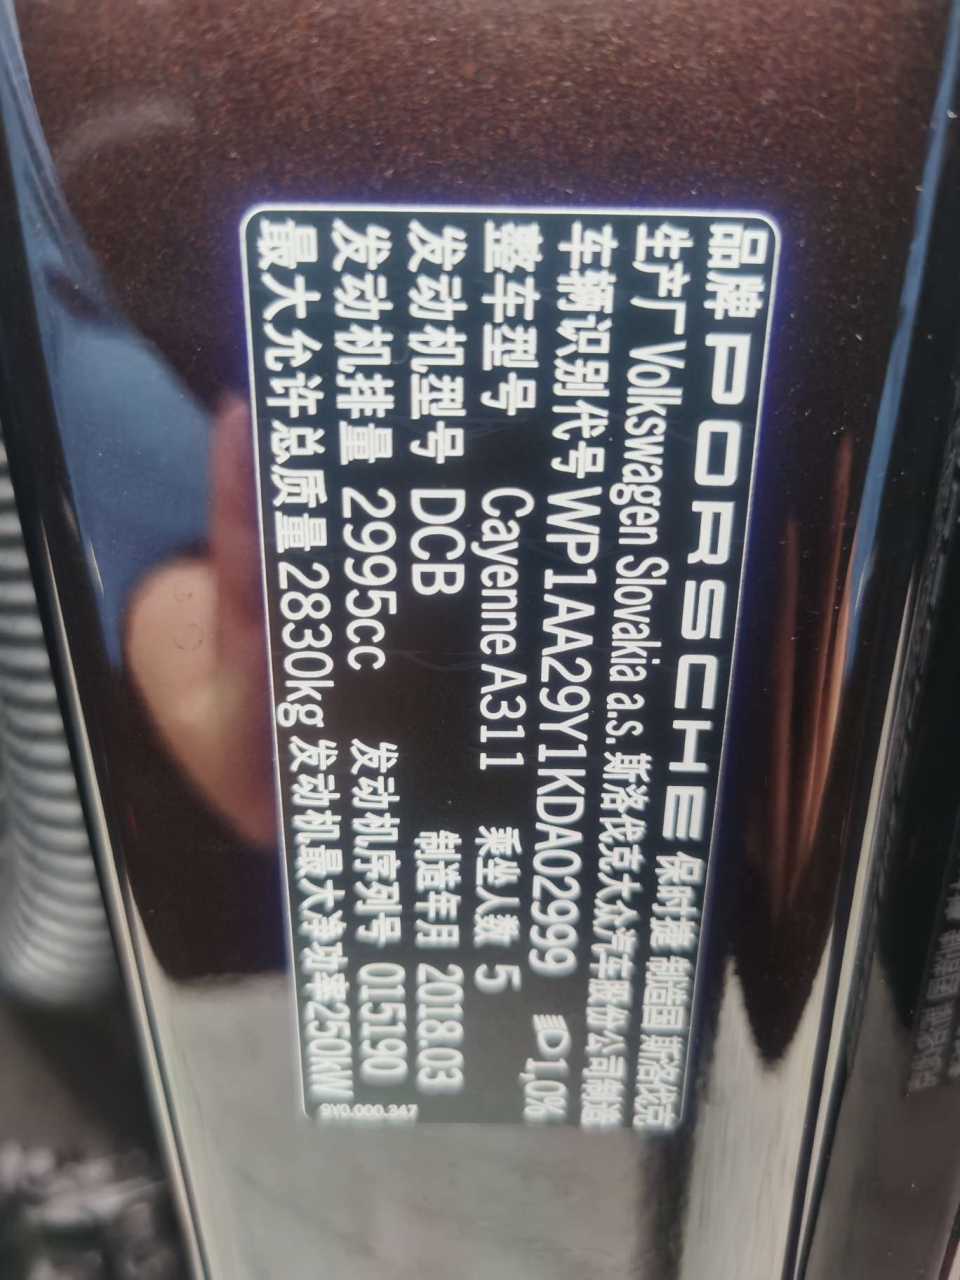 品牌 PORSCHE 保时捷 制造国 斯洛伐克
生产厂 Volkswagen Slovakia a.s. 斯洛伐克大众汽车股份公司制造
车辆识别代号 WP1AA29Y1KDA02999 1,0%
整车型号 Cayenne A311 乘坐人数 5
发动机型号 DCB 制造年月 2018.03
发动机排量 2995cc 发动机序列号 015190
最大允许总质量 2830kg 发动机最大净功率 250kW
9Y0.000.347